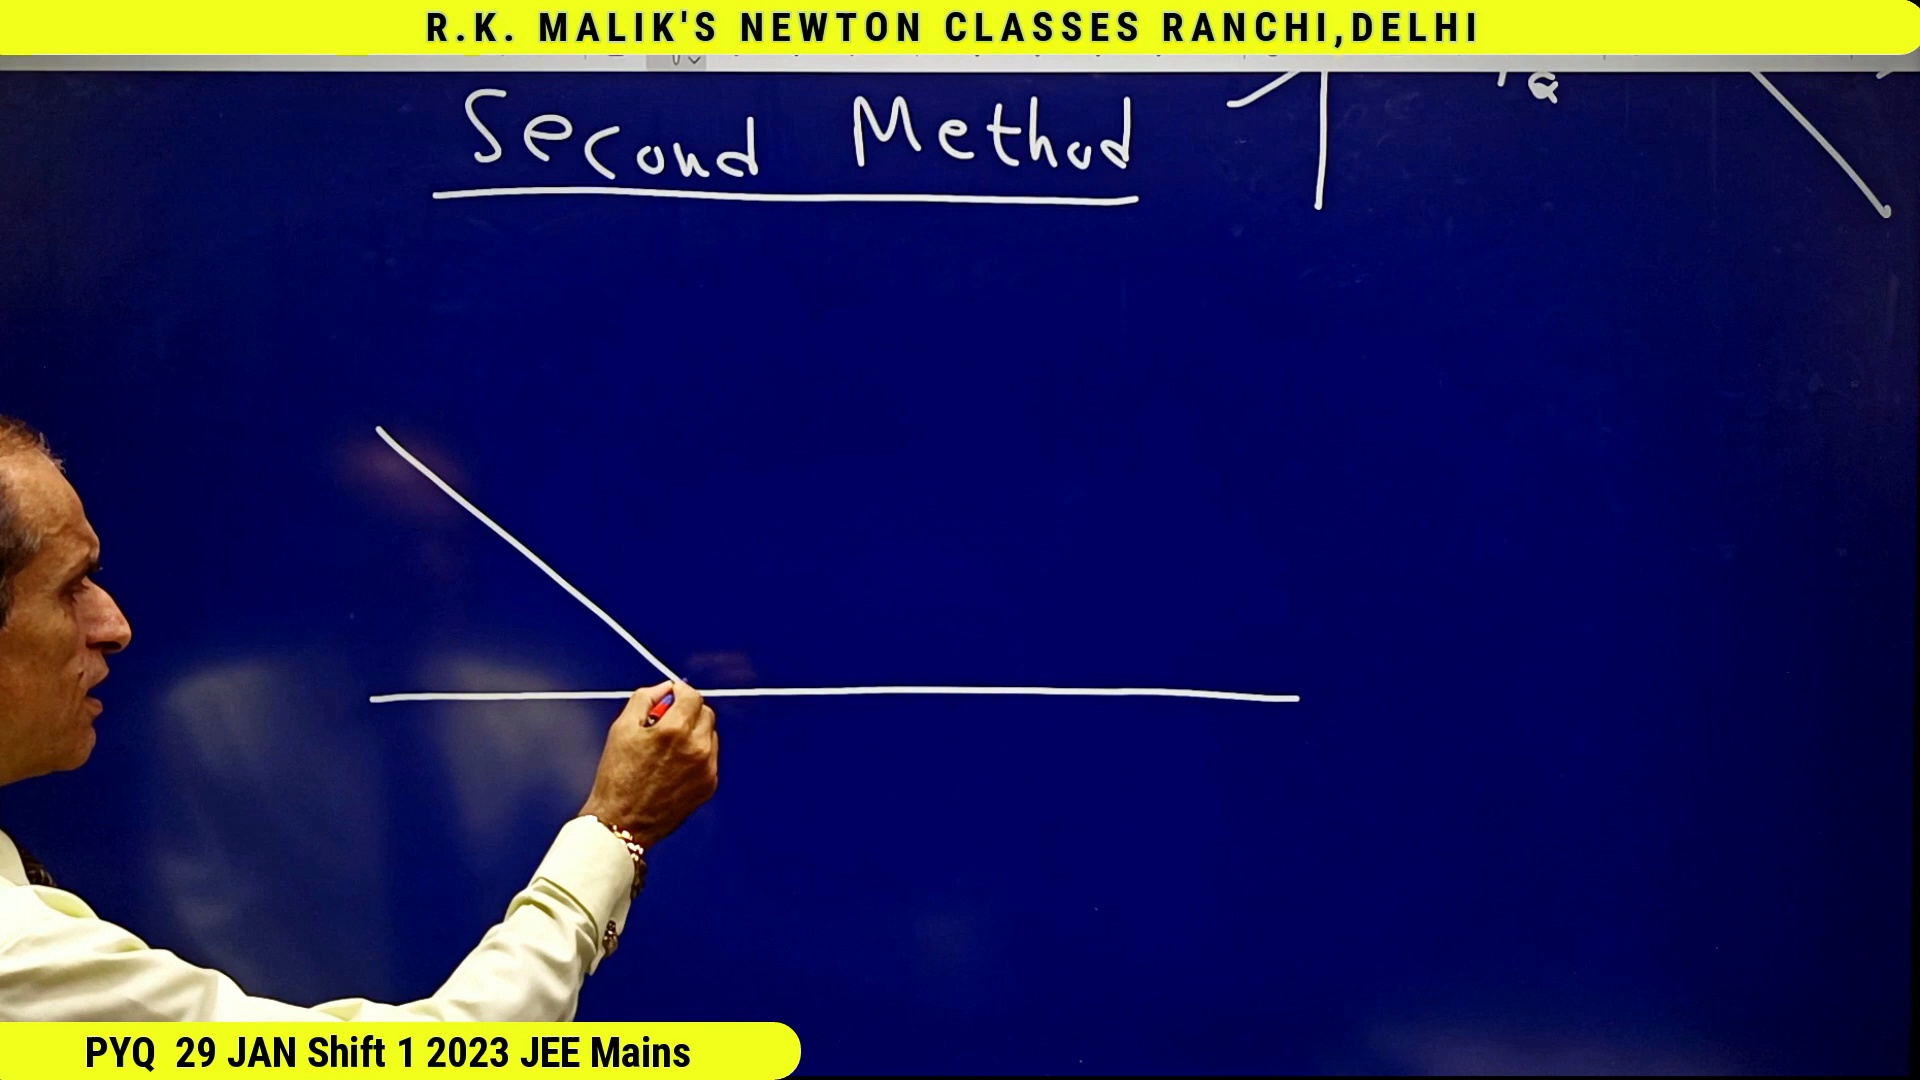 R.K. MALIK'S NEWTON CLASSES RANCHI,DELHI
Second Method
PYQ 29 JAN Shift 1 2023 JEE Mains